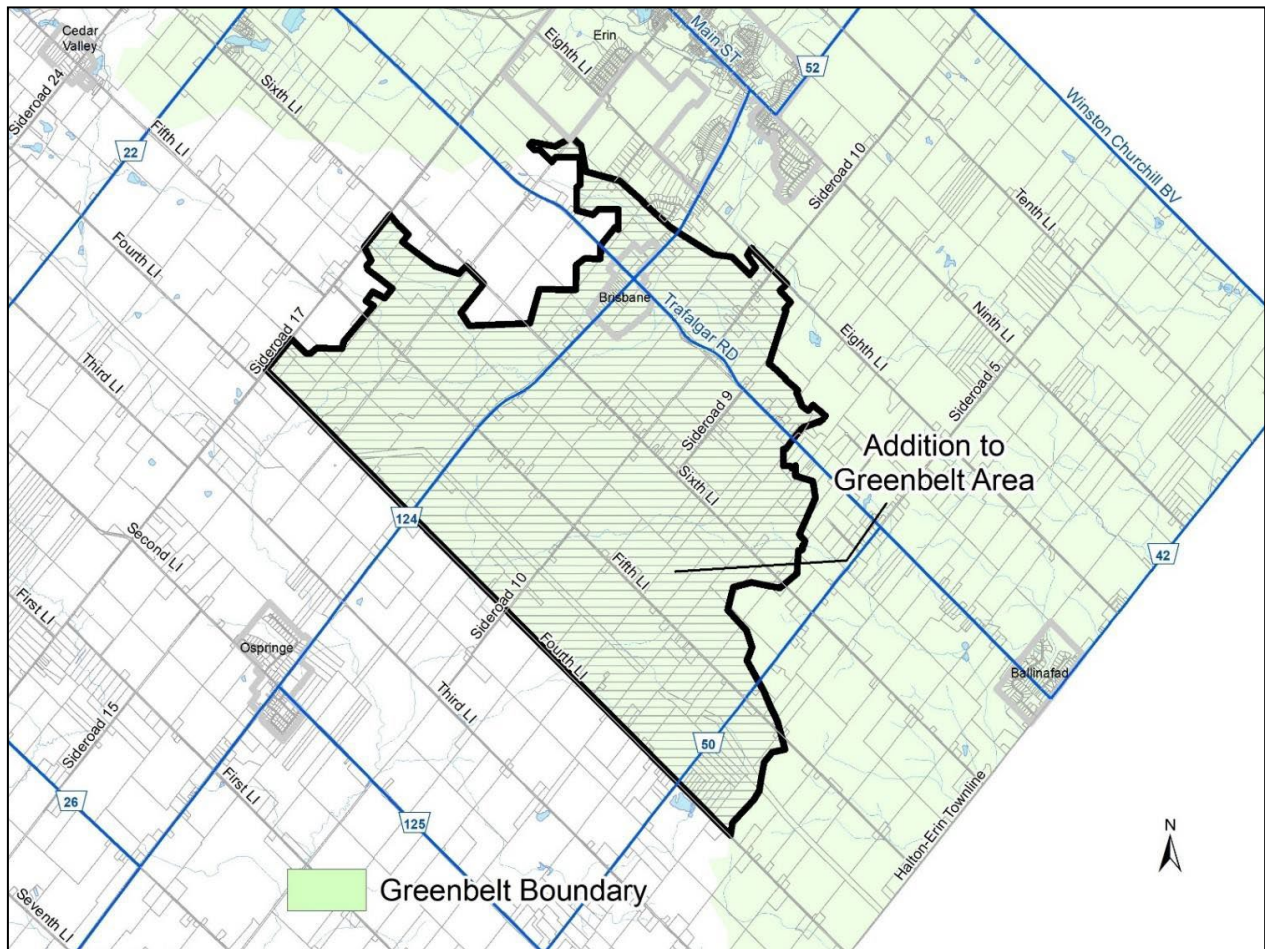 Cedar
Valley
Erin
Eighth LI
Main ST
52
Sixth LI
Sideroad 24
Fifth LI
22
Winston Churchill BV
Sideroad 10
Tenth LI
Fourth LI
Brisbane
Trafalgar RD
Sideroad 17
Ninth LI
Eighth LI
Third LI
Sideroad 5
Sideroad 9
Addition to
Greenbelt Area
Sixth LI
124
Second LI
Fifth LI
42
Sideroad 10
First LI
Ospringe
Fourth LI
Ballinafad
Third LI
Sideroad 15
50
First LI
26
125
Halton-Erin Townline
N
Greenbelt Boundary
Seventh LI